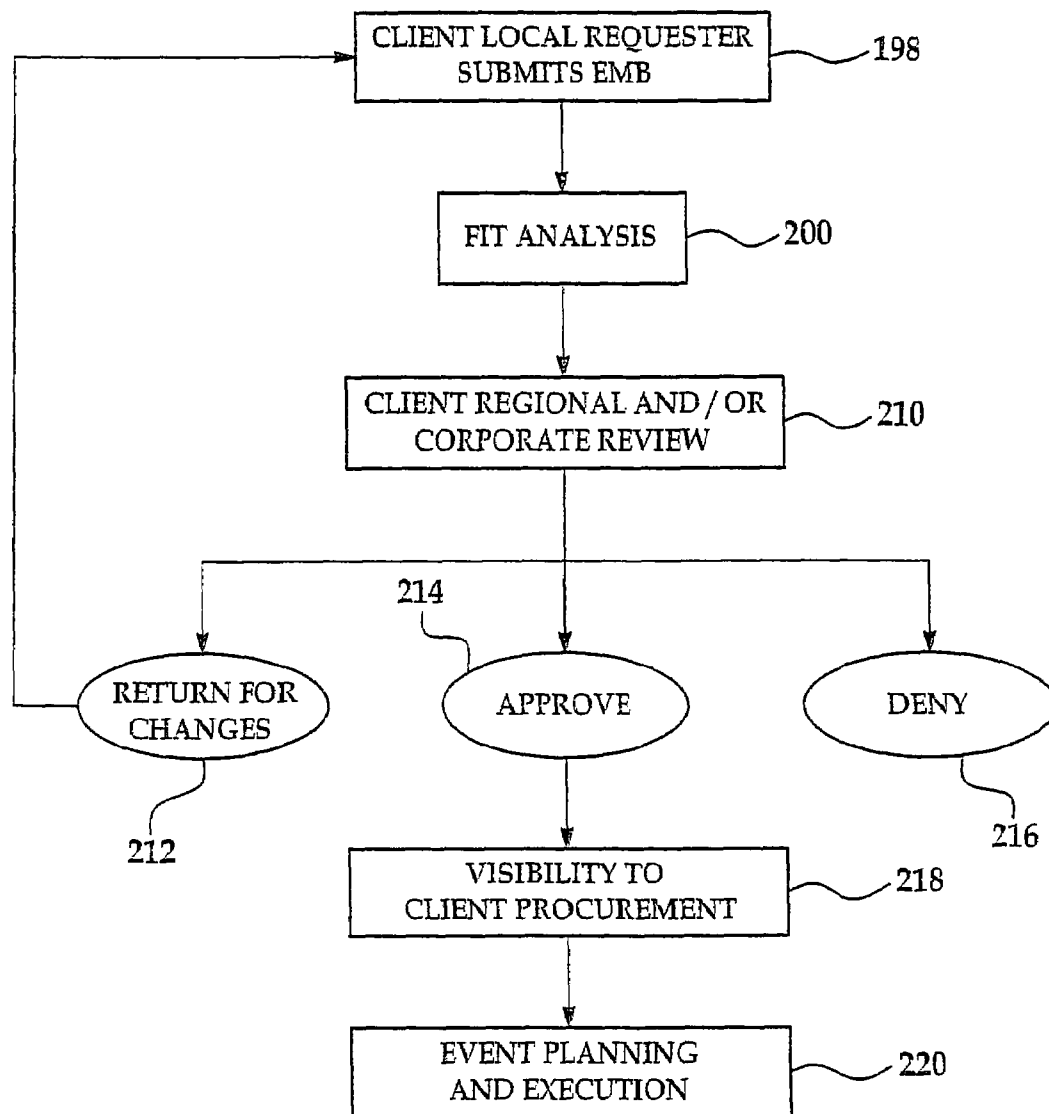 CLIENT LOCAL REQUESTER
SUBMITS EMB
198
FIT ANALYSIS
200
CLIENT REGIONAL AND / OR
CORPORATE REVIEW
210
214
RETURN FOR
CHANGES
APPROVE
DENY
212
216
VISIBILITY TO
CLIENT PROCUREMENT
218
EVENT PLANNING
AND EXECUTION
220